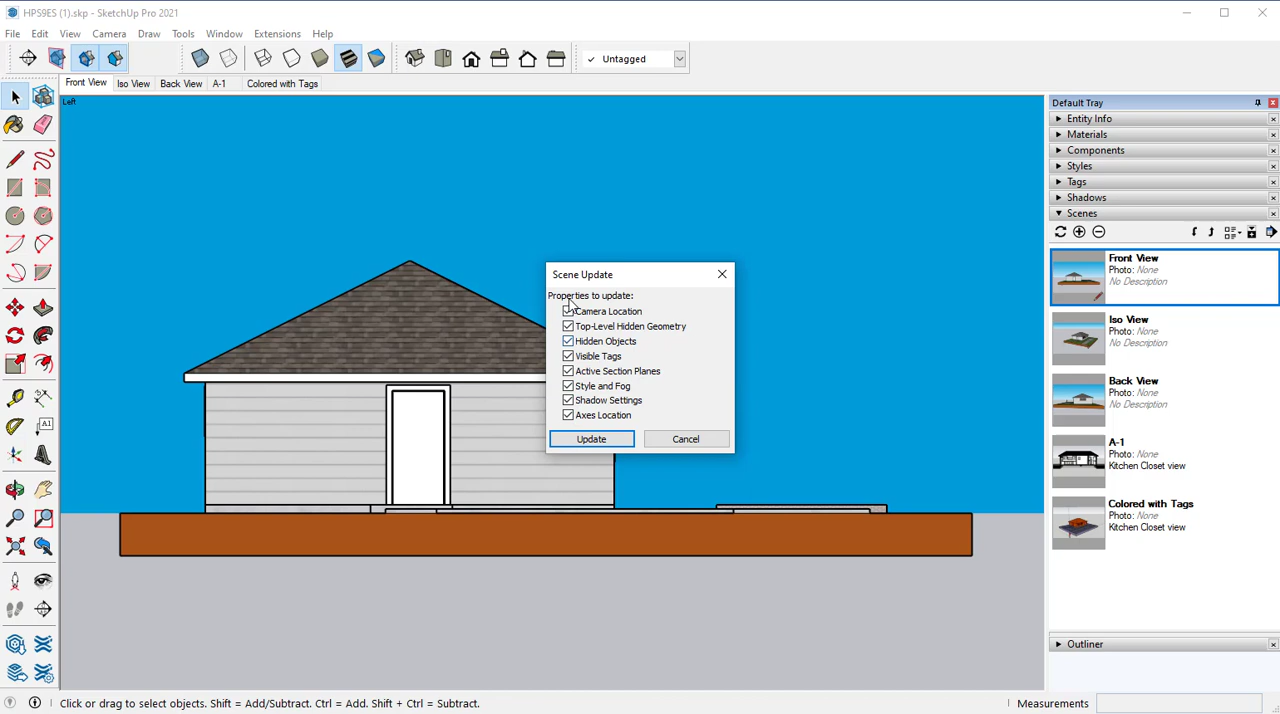 HPS9ES (1).skp - SketchUp Pro 2021
File Edit View Camera Draw Tools Window Extensions Help
Untagged
Front View Iso View Back View A-1 Colored with Tags
Left
Default Tray
Entity Info
Materials
Components
Styles
Tags
Shadows
Scenes
Front View
Photo: None
No Description
Iso View
Photo: None
No Description
Back View
Photo: None
No Description
A-1
Photo: None
Kitchen Closet view
Colored with Tags
Photo: None
Kitchen Closet view
Outliner
Scene Update
Properties to update:
Camera Location
Top-Level Hidden Geometry
Hidden Objects
Visible Tags
Active Section Planes
Style and Fog
Shadow Settings
Axes Location
Update Cancel
A1
Click or drag to select objects. Shift = Add/Subtract. Ctrl = Add. Shift + Ctrl = Subtract.
Measurements